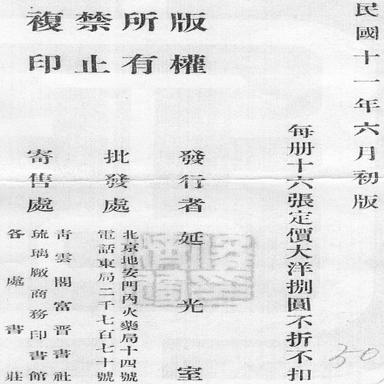 民國十一年六月初版
每册十六張定價大洋捌圓不折不扣
版權所有
禁止複印
發行者延光室
批發處
北京地安門內火藥局十四號
電話東局二千七百七十號
寄售處
青雲閣富晉書社
琉璃廠商務印書館
各處書莊
50